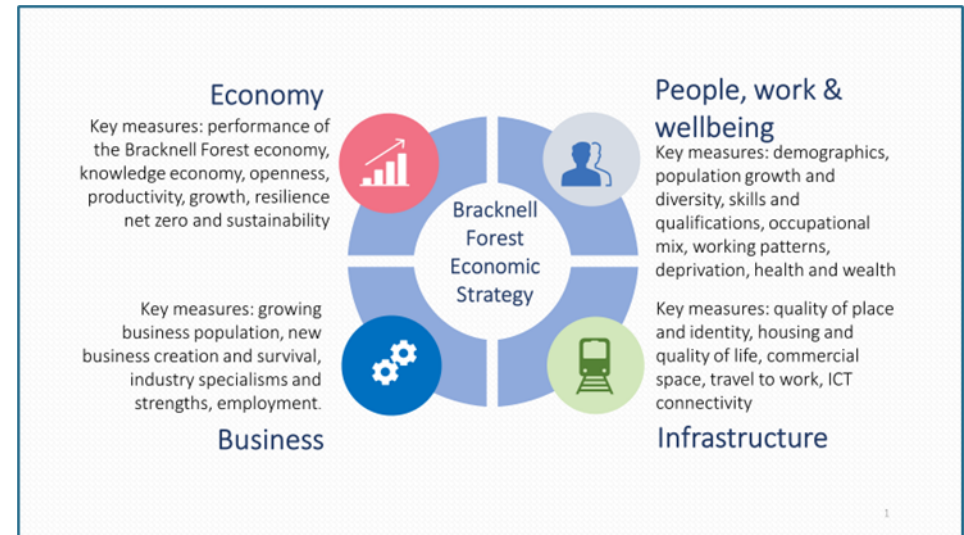 Economy
Key measures: performance of
the Bracknell Forest economy,
knowledge economy, openness,
productivity, growth, resilience
net zero and sustainability
People, work &
wellbeing
Key measures: demographics,
population growth and
diversity, skills and
qualifications, occupational
mix, working patterns,
deprivation, health and wealth
Bracknell
Forest
Economic
Strategy
Key measures: growing
business population, new
business creation and survival,
industry specialisms and
strengths, employment.
Business
Key measures: quality of place
and identity, housing and
quality of life, commercial
space, travel to work, ICT
connectivity
Infrastructure
1